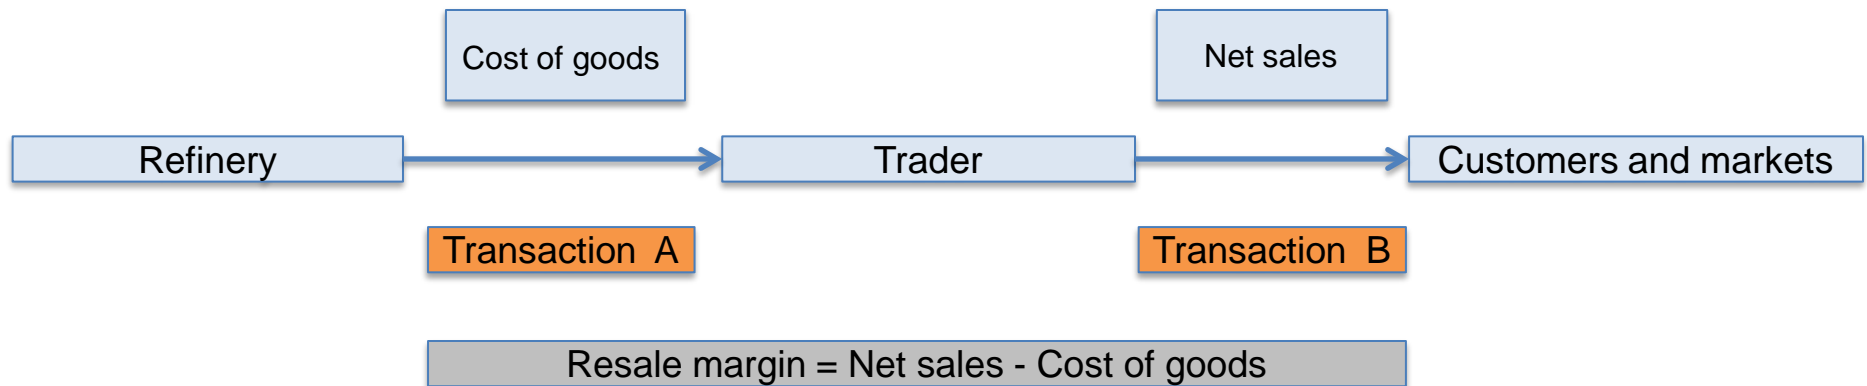 Cost of goods
Net sales
Refinery
Trader
Customers and markets
Transaction A
Transaction B
Resale margin = Net sales - Cost of goods